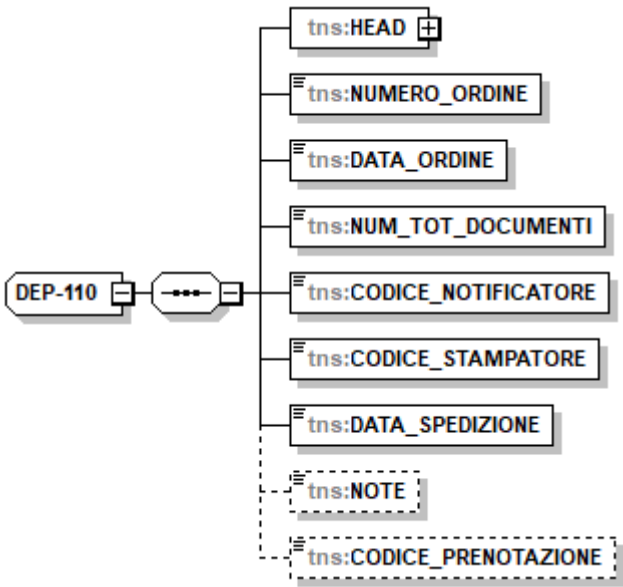 tns:HEAD
tns:NUMERO_ORDINE
tns:DATA_ORDINE
tns:NUM_TOT_DOCUMENTI
DEP-110
tns:CODICE_NOTIFICATORE
tns:CODICE_STAMPATORE
tns:DATA_SPEDIZIONE
tns:NOTE
tns:CODICE_PRENOTAZIONE